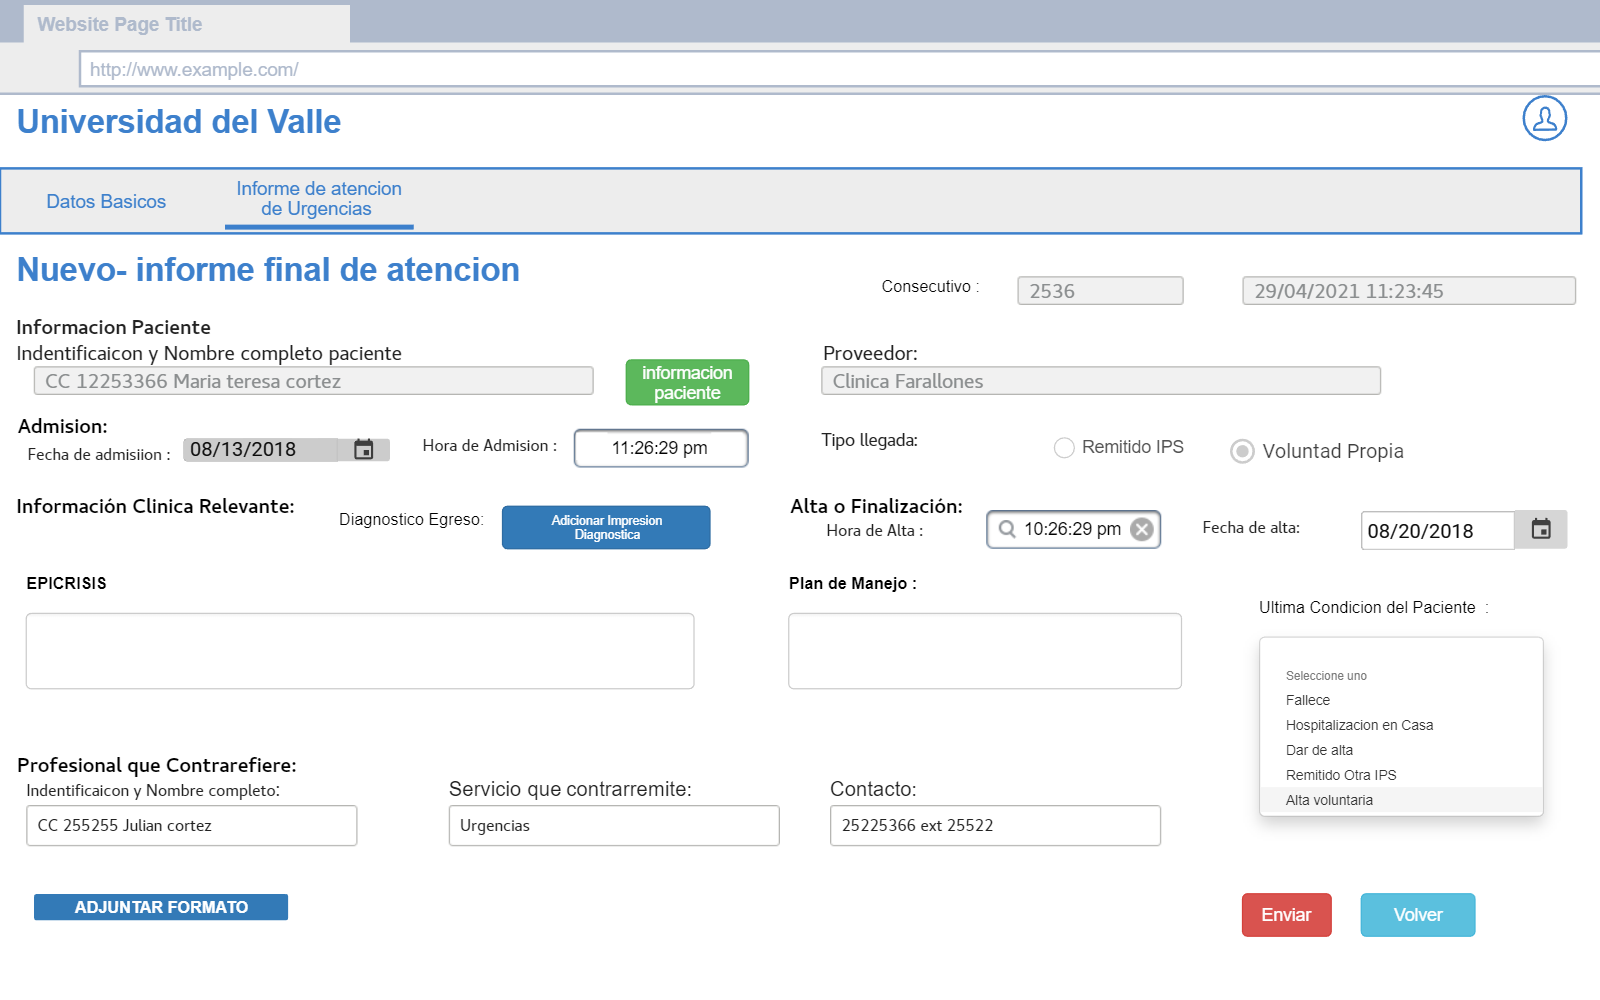 Website Page Title
http://www.example.com/
Universidad del Valle
Datos Basicos
Informe de atencion
de Urgencias
Nuevo- informe final de atencion
Consecutivo :
2536
29/04/2021 11:23:45
Informacion Paciente
Indentificaicon y Nombre completo paciente
CC 12253366 Maria teresa cortez
informacion
paciente
Proveedor:
Clinica Farallones
Admision:
Fecha de admisiion :
08/13/2018
Hora de Admision :
11:26:29 pm
Tipo llegada:
Remitido IPS
Voluntad Propia
Información Clinica Relevante:
Diagnostico Egreso:
Adicionar Impresion
Diagnostica
Alta o Finalización:
Hora de Alta :
10:26:29 pm
Fecha de alta:
08/20/2018
EPICRISIS
Plan de Manejo :
Ultima Condicion del Paciente :
Seleccione uno
Fallece
Hospitalizacion en Casa
Dar de alta
Remitido Otra IPS
Alta voluntaria
Profesional que Contrarefiere:
Indentificaicon y Nombre completo:
CC 255255 Julian cortez
Servicio que contrarremite:
Urgencias
Contacto:
25225366 ext 25522
ADJUNTAR FORMATO
Enviar
Volver